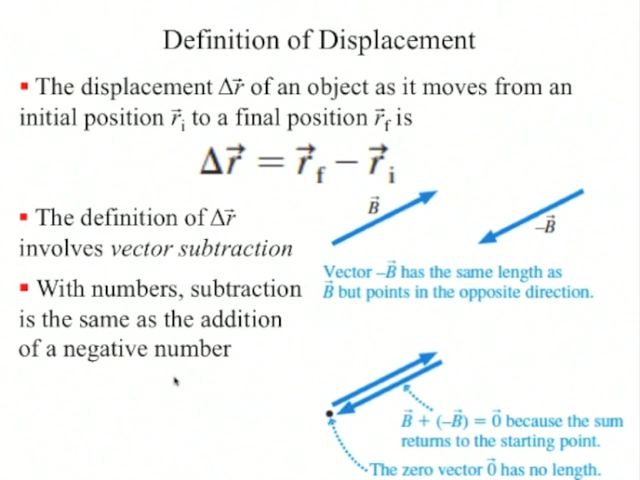 Definition of Displacement
▪ The displacement Δr⃗ of an object as it moves from an
initial position r⃗ᵢ to a final position r⃗f is
Δr⃗ = r⃗f − r⃗ᵢ
▪ The definition of Δr⃗
involves vector subtraction
▪ With numbers, subtraction
is the same as the addition
of a negative number
B⃗
−B⃗
Vector −B⃗ has the same length as
B⃗ but points in the opposite direction.
B⃗ + (−B⃗) = 0⃗ because the sum
returns to the starting point.
The zero vector 0⃗ has no length.